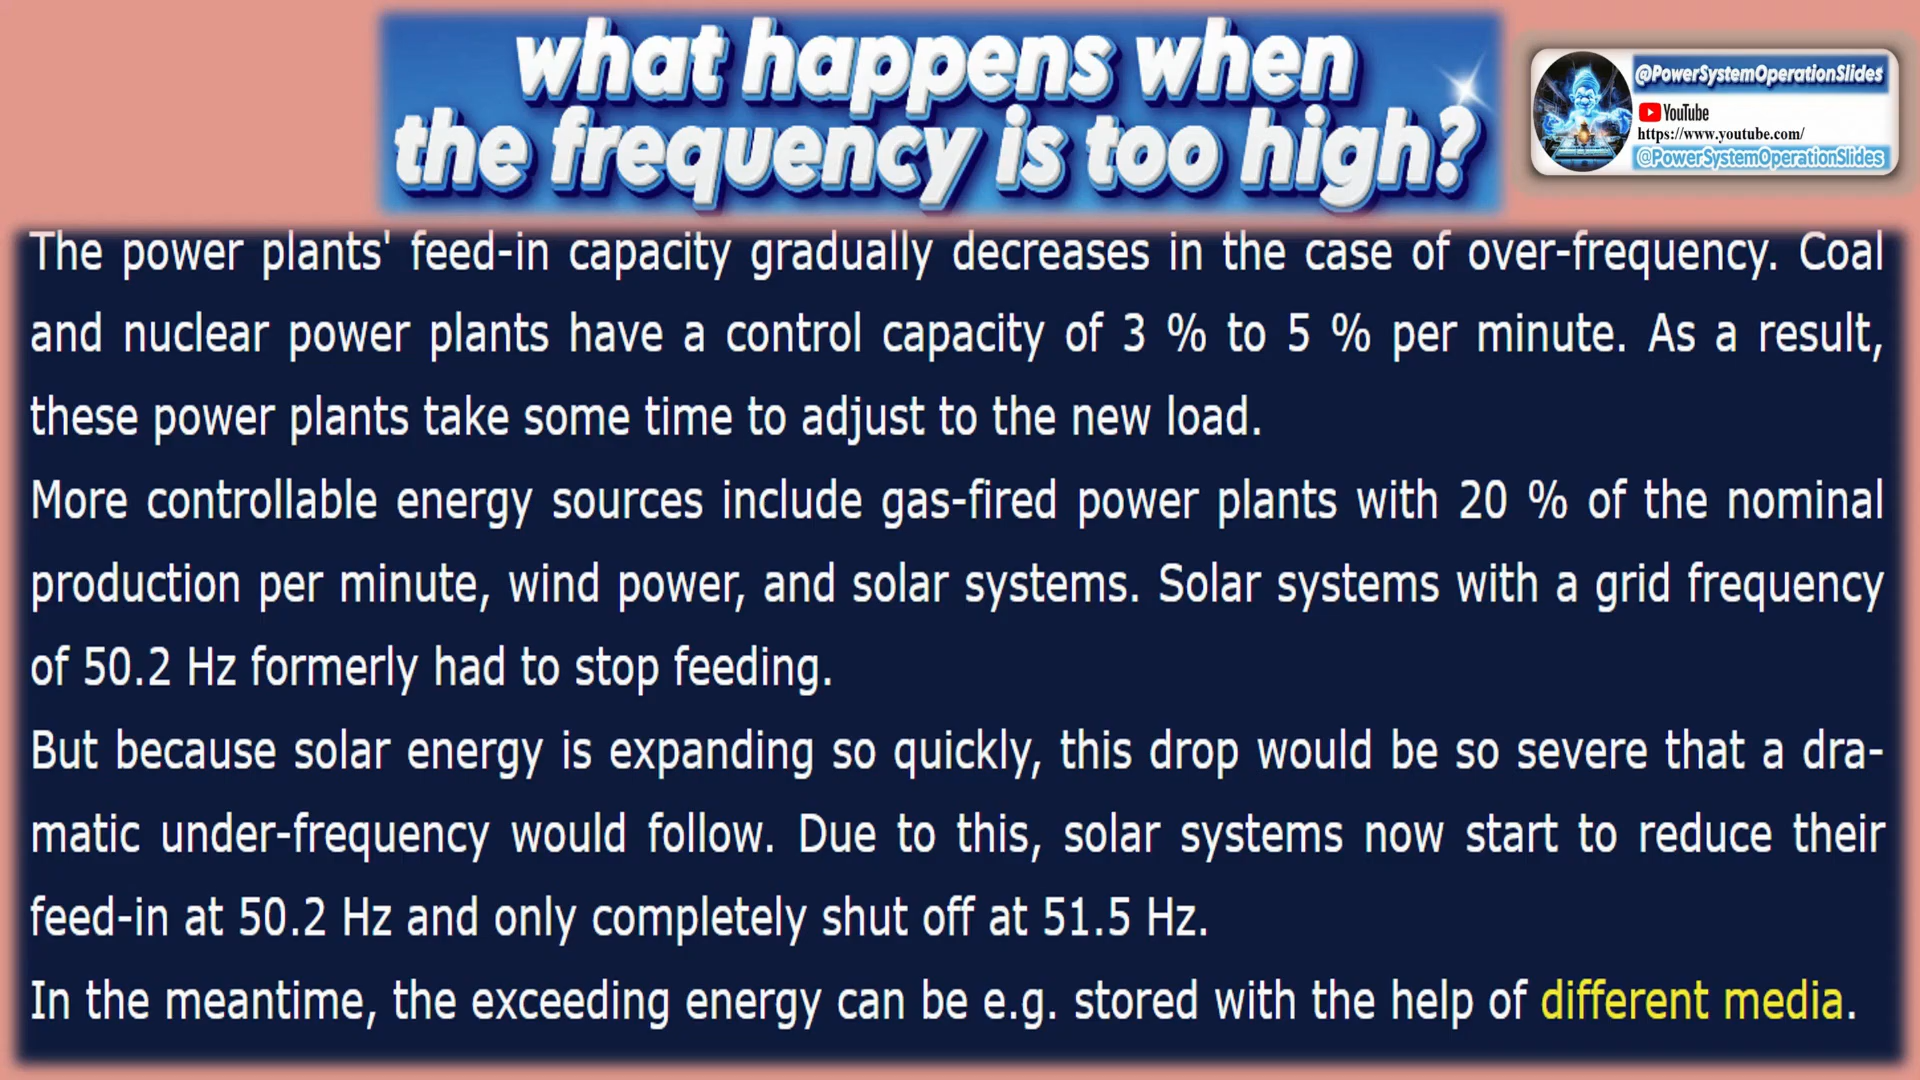 what happens when
the frequency is too high?
@PowerSystemOperationSlides
YouTube
https://www.youtube.com/
@PowerSystemOperationSlides
The power plants' feed-in capacity gradually decreases in the case of over-frequency. Coal
and nuclear power plants have a control capacity of 3 % to 5 % per minute. As a result,
these power plants take some time to adjust to the new load.
More controllable energy sources include gas-fired power plants with 20 % of the nominal
production per minute, wind power, and solar systems. Solar systems with a grid frequency
of 50.2 Hz formerly had to stop feeding.
But because solar energy is expanding so quickly, this drop would be so severe that a dra-
matic under-frequency would follow. Due to this, solar systems now start to reduce their
feed-in at 50.2 Hz and only completely shut off at 51.5 Hz.
In the meantime, the exceeding energy can be e.g. stored with the help of different media.